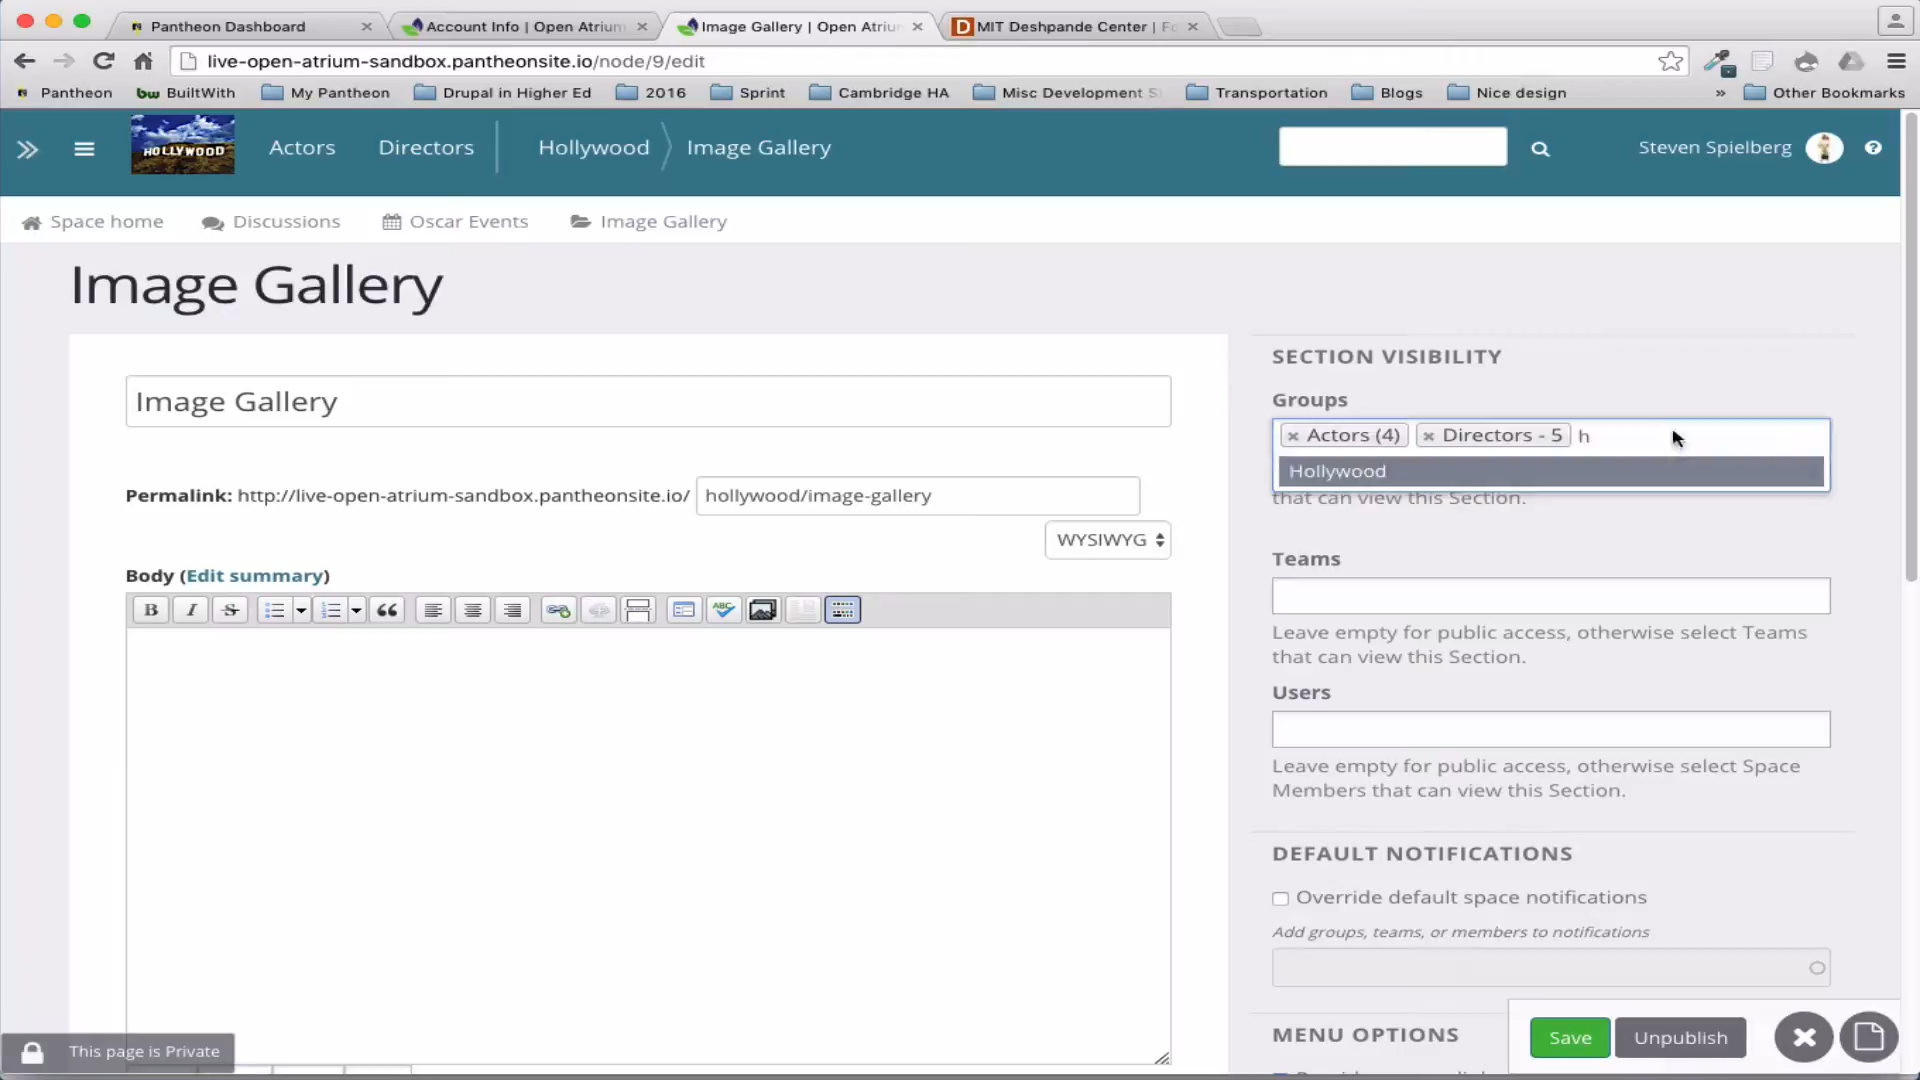 Pantheon Dashboard
Account Info | Open Atrium
Image Gallery | Open Atriu
MIT Deshpande Center | Fo
live-open-atrium-sandbox.pantheonsite.io/node/9/edit
Pantheon
bw BuiltWith
My Pantheon
Drupal in Higher Ed
2016
Sprint
Cambridge HA
Misc Development S
Transportation
Blogs
Nice design
»
Other Bookmarks
HOLLYWOOD
Actors
Directors
Hollywood
Image Gallery
Steven Spielberg
Space home
Discussions
Oscar Events
Image Gallery
Image Gallery
Image Gallery
Permalink: http://live-open-atrium-sandbox.pantheonsite.io/ hollywood/image-gallery
WYSIWYG
Body (Edit summary)
B I S
ABC
SECTION VISIBILITY
Groups
× Actors (4) × Directors - 5 h
Hollywood
that can view this Section.
Teams
Leave empty for public access, otherwise select Teams
that can view this Section.
Users
Leave empty for public access, otherwise select Space
Members that can view this Section.
DEFAULT NOTIFICATIONS
Override default space notifications
Add groups, teams, or members to notifications
MENU OPTIONS
Save
Unpublish
This page is Private